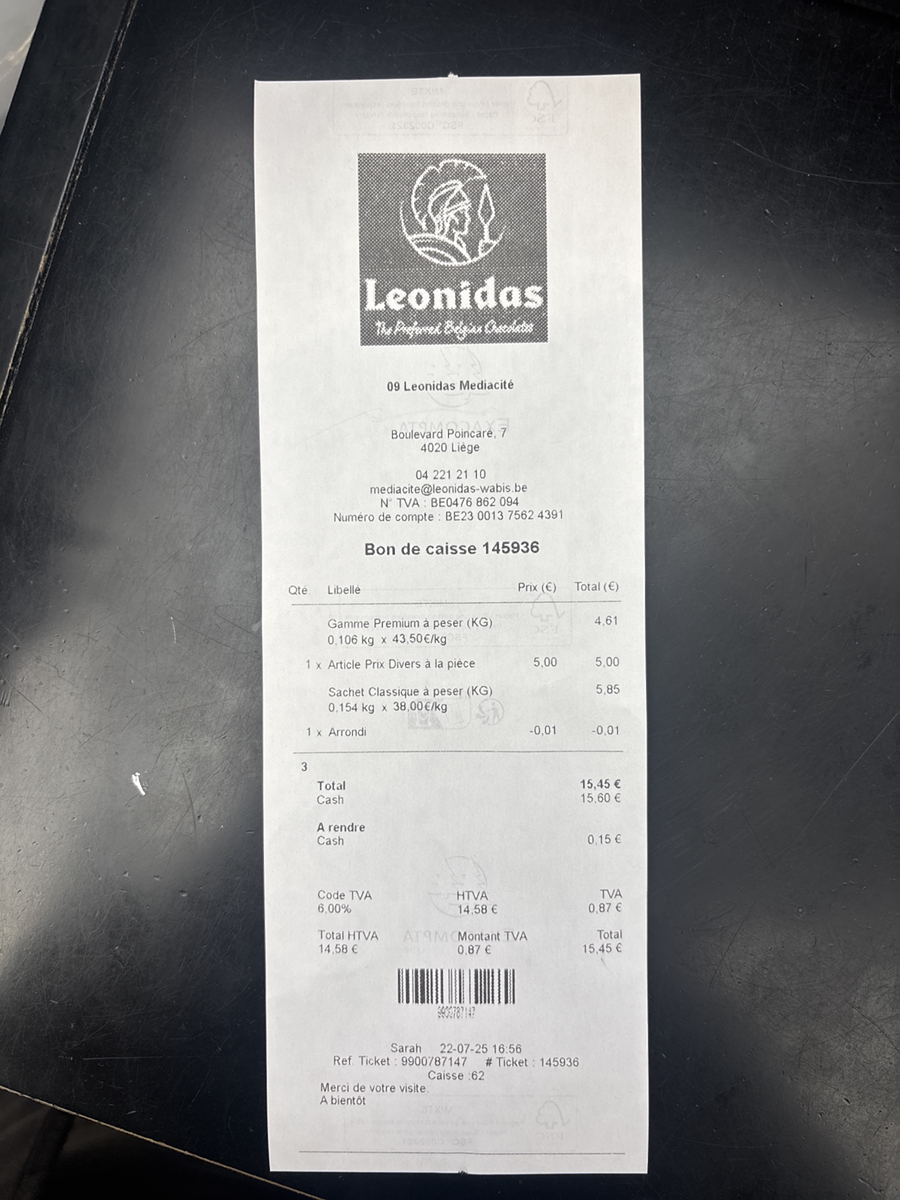 Leonidas
The Preferred Belgian Chocolates
09 Leonidas Mediacité
Boulevard Poincaré, 7
4020 Liège
04 221 21 10
mediacite@leonidas-wabis.be
N° TVA : BE0476 862 094
Numéro de compte : BE23 0013 7562 4391
Bon de caisse 145936
Qté Libellé Prix (€) Total (€)
Gamme Premium à peser (KG) 4,61
0,106 kg x 43,50€/kg
1 x Article Prix Divers à la pièce 5,00 5,00
Sachet Classique à peser (KG) 5,85
0,154 kg x 38,00€/kg
1 x Arrondi -0,01 -0,01
3
Total 15,45 €
Cash 15,60 €
A rendre
Cash 0,15 €
Code TVA HTVA TVA
6,00% 14,58 € 0,87 €
Total HTVA Montant TVA Total
14,58 € 0,87 € 15,45 €
9900787147
Sarah 22-07-25 16:56
Ref. Ticket : 9900787147 # Ticket : 145936
Caisse :62
Merci de votre visite.
A bientôt